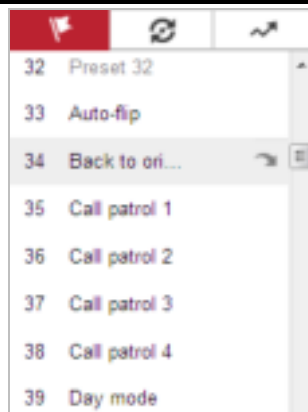 32 Preset 32
33 Auto-flip
34 Back to ori...
35 Call patrol 1
36 Call patrol 2
37 Call patrol 3
38 Call patrol 4
39 Day mode